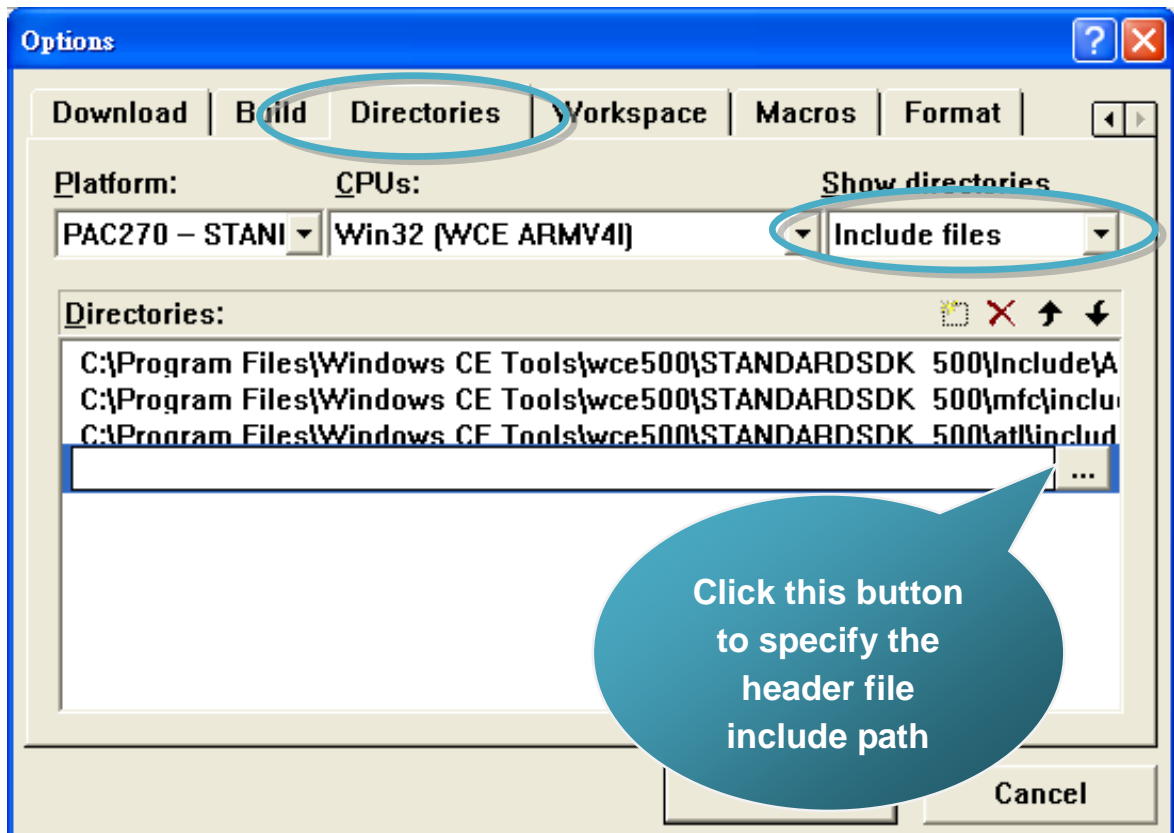 Options
Download Build Directories Workspace Macros Format
Platform: CPUs: Show directories
PAC270 – STANI Win32 (WCE ARMV4I) Include files
Directories:
C:\Program Files\Windows CE Tools\wce500\STANDARDSDK_500\Include\A
C:\Program Files\Windows CE Tools\wce500\STANDARDSDK_500\mfc\inclu
C:\Program Files\Windows CE Tools\wce500\STANDARDSDK_500\atl\includ
...
Click this button
to specify the
header file
include path
Cancel